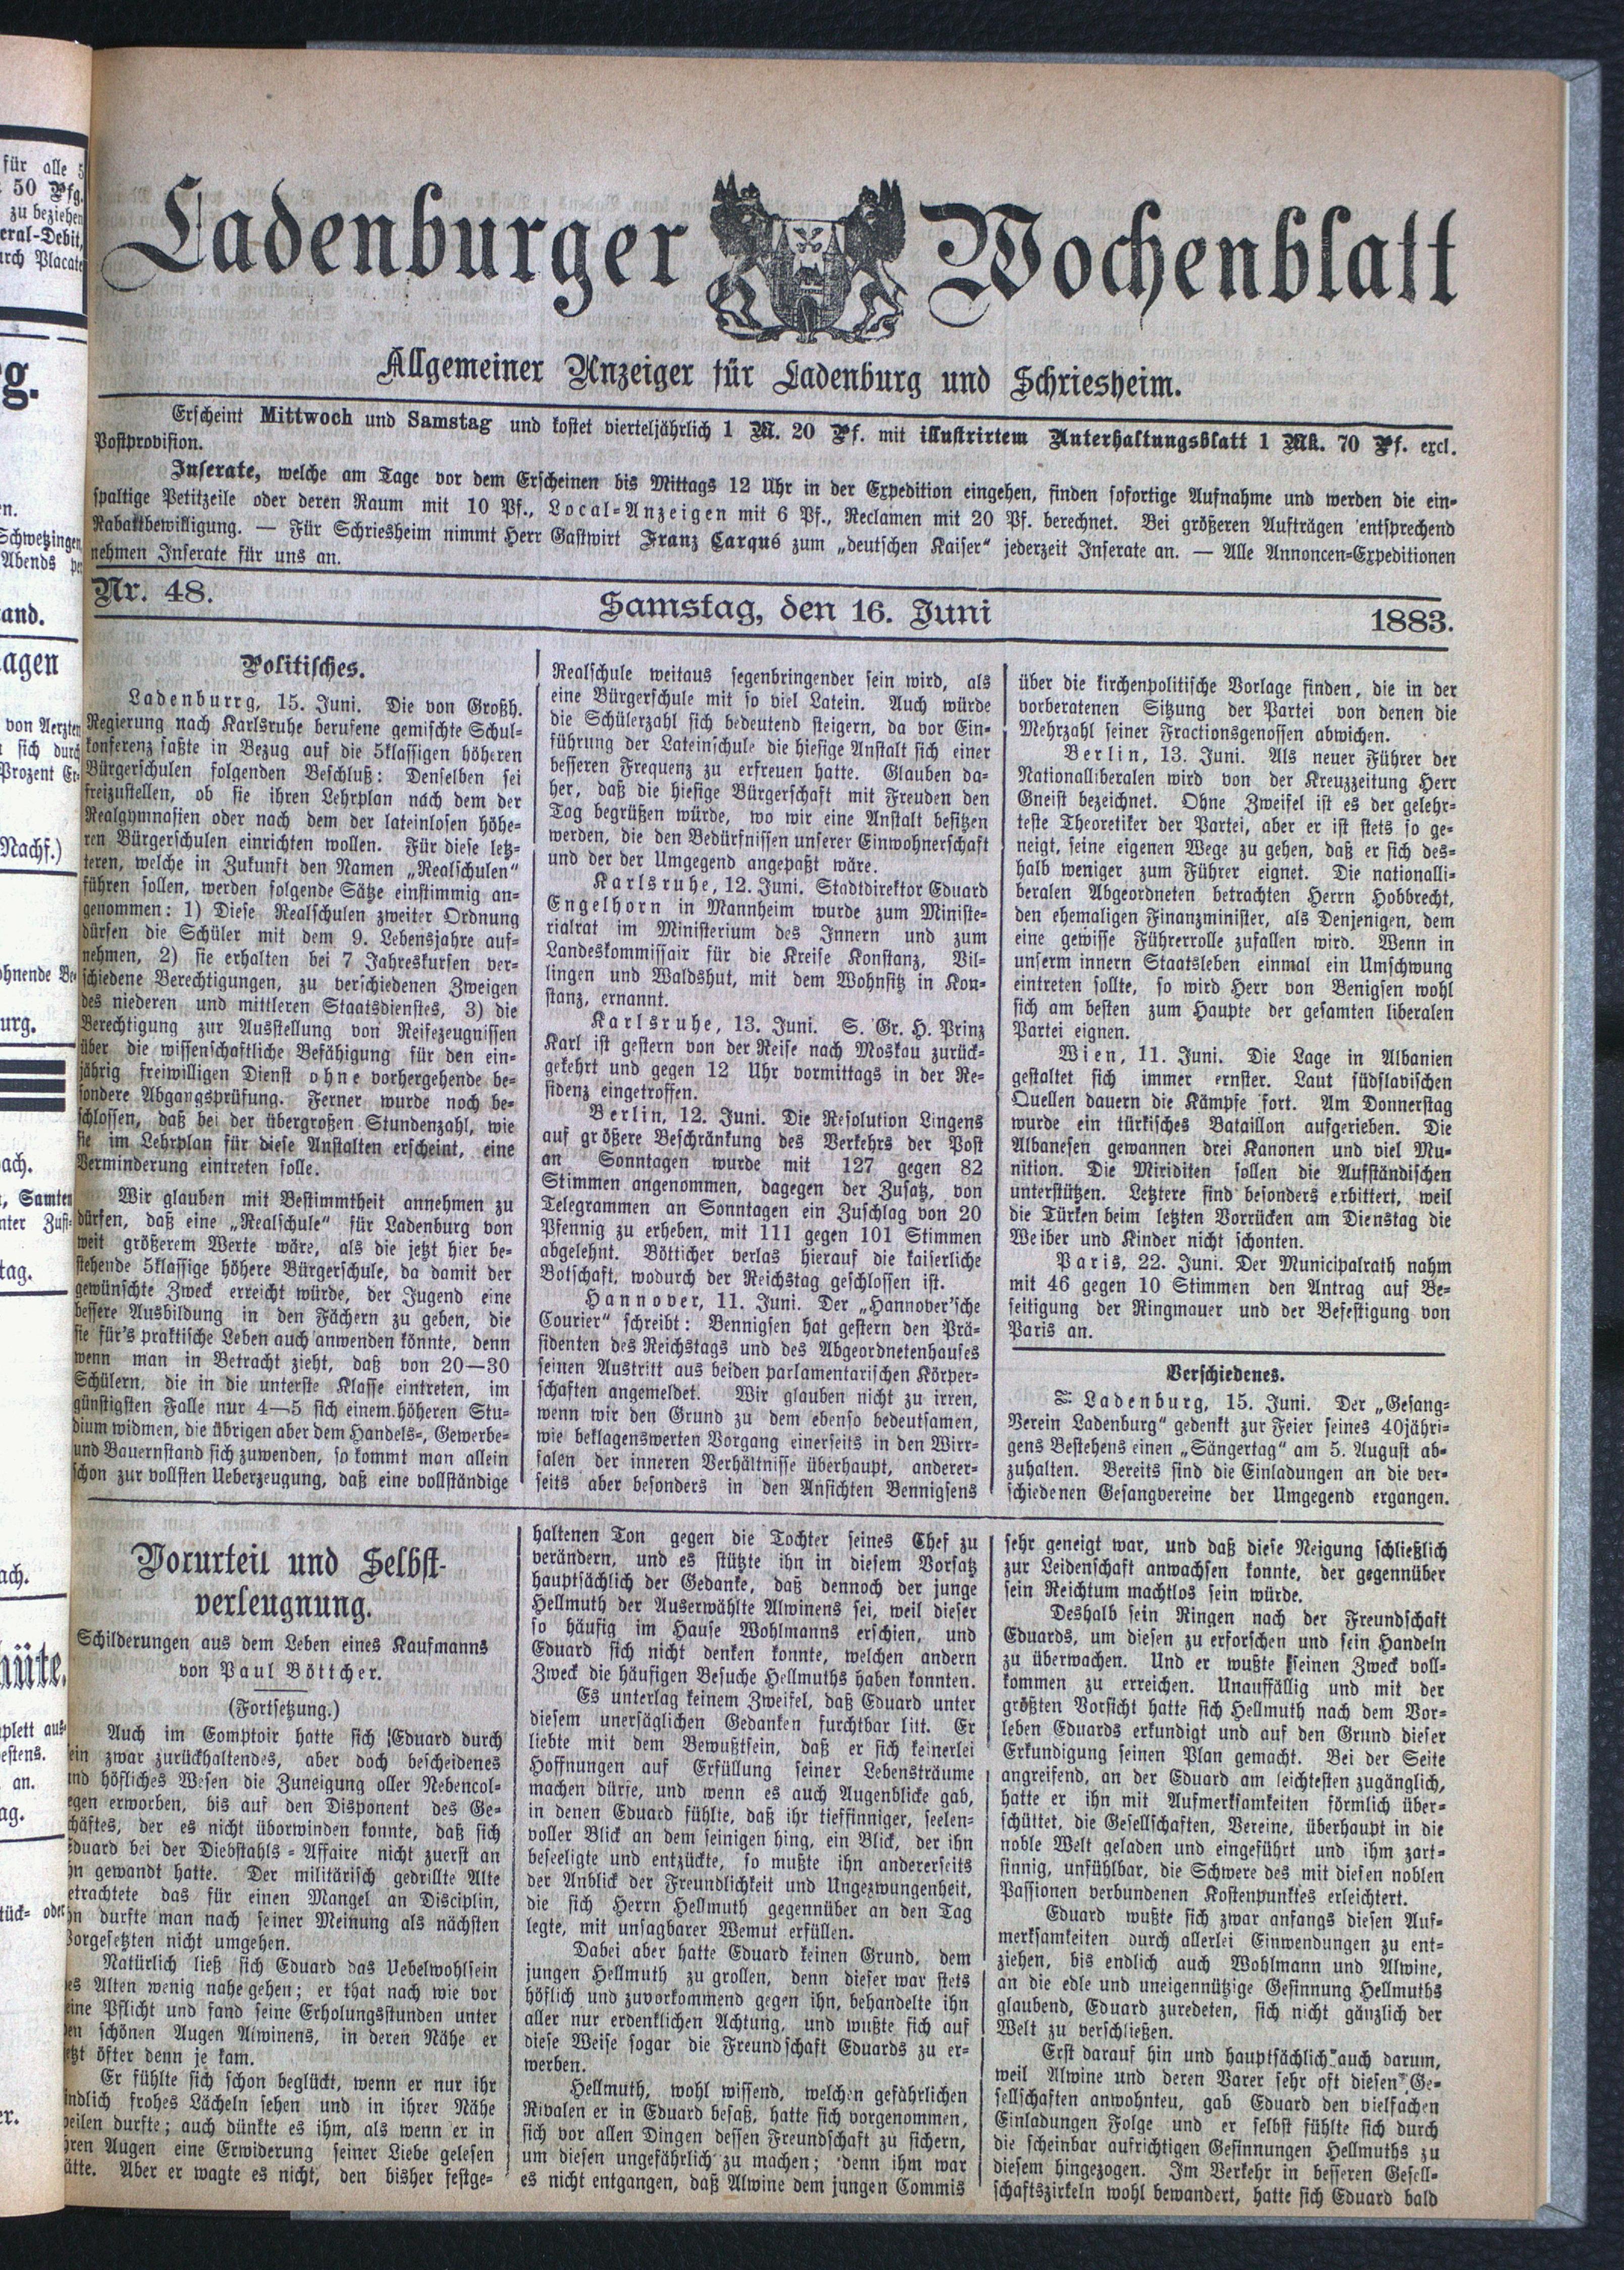 für alle 5
50 Pfg.
zu beziehen
eral-Debit,
urch Placate
g.
en.
Schwetzingen
Abends per
and.
agen
von Aerzten
sich durch
Prozent Er-
Nachf.)
ohnende Be-
urg.
ach.
, Samten
nter Zusi-
tag.
ach.
hüte.
plett aus-
estens.
an.
ag.
tück= oder
er.
Ladenburger Wochenblatt
Allgemeiner Anzeiger für Ladenburg und Schriesheim.
Erscheint Mittwoch und Samstag und kostet vierteljährlich 1 M. 20 Pf. mit illustrirtem Unterhaltungsblatt 1 Mk. 70 Pf. excl.
Postprovision.
Inserate, welche am Tage vor dem Erscheinen bis Mittags 12 Uhr in der Expedition eingehen, finden sofortige Aufnahme und werden die ein-
spaltige Petitzeile oder deren Raum mit 10 Pf., Local-Anzeigen mit 6 Pf., Reclamen mit 20 Pf. berechnet. Bei größeren Aufträgen entsprechend
Rabattbewilligung. — Für Schriesheim nimmt Herr Gastwirt Franz Carqué zum „deutschen Kaiser“ jederzeit Inserate an. — Alle Annoncen-Expeditionen
nehmen Inserate für uns an.
Nr. 48.
Samstag, den 16. Juni
1883.
Politisches.
Ladenburrg, 15. Juni. Die von Großh.
Regierung nach Karlsruhe berufene gemischte Schul-
konferenz faßte in Bezug auf die 5klassigen höheren
Bürgerschulen folgenden Beschluß: Denselben sei
freizustellen, ob sie ihren Lehrplan nach dem der
Realgymnasien oder nach dem der lateinlosen höhe-
ren Bürgerschulen einrichten wollen. Für diese letz-
teren, welche in Zukunft den Namen „Realschulen“
führen sollen, werden folgende Sätze einstimmig an-
genommen: 1) Diese Realschulen zweiter Ordnung
dürfen die Schüler mit dem 9. Lebensjahre auf-
nehmen, 2) sie erhalten bei 7 Jahreskursen ver-
schiedene Berechtigungen, zu verschiedenen Zweigen
des niederen und mittleren Staatsdienstes, 3) die
Berechtigung zur Ausstellung von Reifezeugnissen
über die wissenschaftliche Befähigung für den ein-
jährig freiwilligen Dienst ohne vorhergehende be-
sondere Abgangsprüfung. Ferner wurde noch be-
schlossen, daß bei der übergroßen Stundenzahl, wie
sie im Lehrplan für diese Anstalten erscheint, eine
Verminderung eintreten solle.
Wir glauben mit Bestimmtheit annehmen zu
dürfen, daß eine „Realschule“ für Ladenburg von
weit größerem Werte wäre, als die jetzt hier be-
stehende 5klassige höhere Bürgerschule, da damit der
gewünschte Zweck erreicht würde, der Jugend eine
bessere Ausbildung in den Fächern zu geben, die
sie für's praktische Leben auch anwenden könnte, denn
wenn man in Betracht zieht, daß von 20—30
Schülern, die in die unterste Klasse eintreten, im
günstigsten Falle nur 4—5 sich einem höheren Stu-
dium widmen, die übrigen aber dem Handels-, Gewerbe-
und Bauernstand sich zuwenden, so kommt man allein
schon zur vollsten Ueberzeugung, daß eine vollständige
Realschule weitaus segenbringender sein wird, als
eine Bürgerschule mit so viel Latein. Auch würde
die Schülerzahl sich bedeutend steigern, da vor Ein-
führung der Lateinschule die hiesige Anstalt sich einer
besseren Frequenz zu erfreuen hatte. Glauben da-
her, daß die hiesige Bürgerschaft mit Freuden den
Tag begrüßen würde, wo wir eine Anstalt besitzen
werden, die den Bedürfnissen unserer Einwohnerschaft
und der der Umgegend angepaßt wäre.
Karlsruhe, 12. Juni. Stadtdirektor Eduard
Engelhorn in Mannheim wurde zum Ministe-
rialrat im Ministerium des Innern und zum
Landeskommissair für die Kreise Konstanz, Vil-
lingen und Waldshut, mit dem Wohnsitz in Kon-
stanz, ernannt.
Karlsruhe, 13. Juni. S. Gr. H. Prinz
Karl ist gestern von der Reise nach Moskau zurück-
gekehrt und gegen 12 Uhr vormittags in der Re-
sidenz eingetroffen.
Berlin, 12. Juni. Die Resolution Lingens
auf größere Beschränkung des Verkehrs der Post
an Sonntagen wurde mit 127 gegen 82
Stimmen angenommen, dagegen der Zusatz, von
Telegrammen an Sonntagen ein Zuschlag von 20
Pfennig zu erheben, mit 111 gegen 101 Stimmen
abgelehnt. Bötticher verlas hierauf die kaiserliche
Botschaft, wodurch der Reichstag geschlossen ist.
Hannover, 11. Juni. Der „Hannover'sche
Courier“ schreibt: Bennigsen hat gestern den Prä-
sidenten des Reichstags und des Abgeordnetenhauses
seinen Austritt aus beiden parlamentarischen Körper-
schaften angemeldet. Wir glauben nicht zu irren,
wenn wir den Grund zu dem ebenso bedeutsamen,
wie beklagenswerten Vorgang einerseits in den Wirr-
salen der inneren Verhältnisse überhaupt, anderer-
seits aber besonders in den Ansichten Bennigsens
über die kirchenpolitische Vorlage finden, die in der
vorberatenen Sitzung der Partei von denen die
Mehrzahl seiner Fractionsgenossen abwichen.
Berlin, 13. Juni. Als neuer Führer der
Nationalliberalen wird von der Kreuzzeitung Herr
Gneist bezeichnet. Ohne Zweifel ist es der gelehr-
teste Theoretiker der Partei, aber er ist stets so ge-
neigt, seine eigenen Wege zu gehen, daß er sich des-
halb weniger zum Führer eignet. Die nationalli-
beralen Abgeordneten betrachten Herrn Hobbrecht,
den ehemaligen Finanzminister, als Denjenigen, dem
eine gewisse Führerrolle zufallen wird. Wenn in
unserm innern Staatsleben einmal ein Umschwung
eintreten sollte, so wird Herr von Benigsen wohl
sich am besten zum Haupte der gesamten liberalen
Partei eignen.
Wien, 11. Juni. Die Lage in Albanien
gestaltet sich immer ernster. Laut südslavischen
Quellen dauern die Kämpfe fort. Am Donnerstag
wurde ein türkisches Bataillon aufgerieben. Die
Albanesen gewannen drei Kanonen und viel Mu-
nition. Die Miriditen sollen die Aufständischen
unterstützen. Letztere sind besonders erbittert, weil
die Türken beim letzten Vorrücken am Dienstag die
Weiber und Kinder nicht schonten.
Paris, 22. Juni. Der Municipalrath nahm
mit 46 gegen 10 Stimmen den Antrag auf Be-
seitigung der Ringmauer und der Befestigung von
Paris an.
Verschiedenes.
Ladenburg, 15. Juni. Der „Gesang-
Verein Ladenburg“ gedenkt zur Feier seines 40jähri-
gens Bestehens einen „Sängertag“ am 5. August ab-
zuhalten. Bereits sind die Einladungen an die ver-
schiedenen Gesangvereine der Umgegend ergangen.
Vorurteil und Selbst-
verleugnung.
Schilderungen aus dem Leben eines Kaufmanns
von Paul Böttcher.
(Fortsetzung.)
Auch im Comptoir hatte sich Eduard durch
ein zwar zurückhaltendes, aber doch bescheidenes
und höfliches Wesen die Zuneigung oller Nebencol-
egen erworben, bis auf den Disponent des Ge-
chäftes, der es nicht überwinden konnte, daß sich
Eduard bei der Diebstahls-Affaire nicht zuerst an
hn gewandt hatte. Der militärisch gedrillte Alte
etrachtete das für einen Mangel an Disciplin,
hn durfte man nach seiner Meinung als nächsten
Vorgesetzten nicht umgehen.
Natürlich ließ sich Eduard das Uebelwohlsein
es Alten wenig nahe gehen; er that nach wie vor
eine Pflicht und fand seine Erholungsstunden unter
en schönen Augen Alwinens, in deren Nähe er
etzt öfter denn je kam.
Er fühlte sich schon beglückt, wenn er nur ihr
indlich frohes Lächeln sehen und in ihrer Nähe
weilen durfte; auch dünkte es ihm, als wenn er in
hren Augen eine Erwiderung seiner Liebe gelesen
ätte. Aber er wagte es nicht, den bisher festge-
haltenen Ton gegen die Tochter seines Chef zu
verändern, und es stützte ihn in diesem Vorsatz
hauptsächlich der Gedanke, daß dennoch der junge
Hellmuth der Auserwählte Alwinens sei, weil dieser
so häufig im Hause Wohlmanns erschien, und
Eduard sich nicht denken konnte, welchen andern
Zweck die häufigen Besuche Hellmuths haben konnten.
Es unterlag keinem Zweifel, daß Eduard unter
diesem unersäglichen Gedanken furchtbar litt. Er
liebte mit dem Bewußtsein, daß er sich keinerlei
Hoffnungen auf Erfüllung seiner Lebensträume
machen dürfe, und wenn es auch Augenblicke gab,
in denen Eduard fühlte, daß ihr tiefsinniger, seelen-
voller Blick an dem seinigen hing, ein Blick, der ihn
beseeligte und entzückte, so mußte ihn andererseits
der Anblick der Freundlichkeit und Ungezwungenheit,
die sich Herrn Hellmuth gegennüber an den Tag
legte, mit unsagbarer Wemut erfüllen.
Dabei aber hatte Eduard keinen Grund, dem
jungen Hellmuth zu grollen, denn dieser war stets
höflich und zuvorkommend gegen ihn, behandelte ihn
aller nur erdenklichen Achtung, und wußte sich auf
diese Weise sogar die Freundschaft Eduards zu er-
werben.
Hellmuth, wohl wissend, welchen gefährlichen
Rivalen er in Eduard besaß, hatte sich vorgenommen,
sich vor allen Dingen dessen Freundschaft zu sichern,
um diesen ungefährlich zu machen; denn ihm war
es nicht entgangen, daß Alwine dem jungen Commis
sehr geneigt war, und daß diese Neigung schließlich
zur Leidenschaft anwachsen konnte, der gegennüber
sein Reichtum machtlos sein würde.
Deshalb sein Ringen nach der Freundschaft
Eduards, um diesen zu erforschen und sein Handeln
zu überwachen. Und er wußte seinen Zweck voll-
kommen zu erreichen. Unauffällig und mit der
größten Vorsicht hatte sich Hellmuth nach dem Vor-
leben Eduards erkundigt und auf den Grund dieser
Erkundigung seinen Plan gemacht. Bei der Seite
angreifend, an der Eduard am leichtesten zugänglich,
hatte er ihn mit Aufmerksamkeiten förmlich über-
schüttet, die Gesellschaften, Vereine, überhaupt in die
noble Welt geladen und eingeführt und ihm zart-
sinnig, unfühlbar, die Schwere des mit diesen noblen
Passionen verbundenen Kostenpunktes erleichtert.
Eduard wußte sich zwar anfangs diesen Auf-
merksamkeiten durch allerlei Einwendungen zu ent-
ziehen, bis endlich auch Wohlmann und Alwine,
an die edle und uneigennützige Gesinnung Hellmuths
glaubend, Eduard zuredeten, sich nicht gänzlich der
Welt zu verschließen.
Erst darauf hin und hauptsächlich auch darum,
weil Alwine und deren Varer sehr oft diesen Ge-
sellschaften anwohnteu, gab Eduard den vielfachen
Einladungen Folge und er selbst fühlte sich durch
die scheinbar aufrichtigen Gesinnungen Hellmuths zu
diesem hingezogen. Im Verkehr in besseren Gesell-
schaftszirkeln wohl bewandert, hatte sich Eduard bald